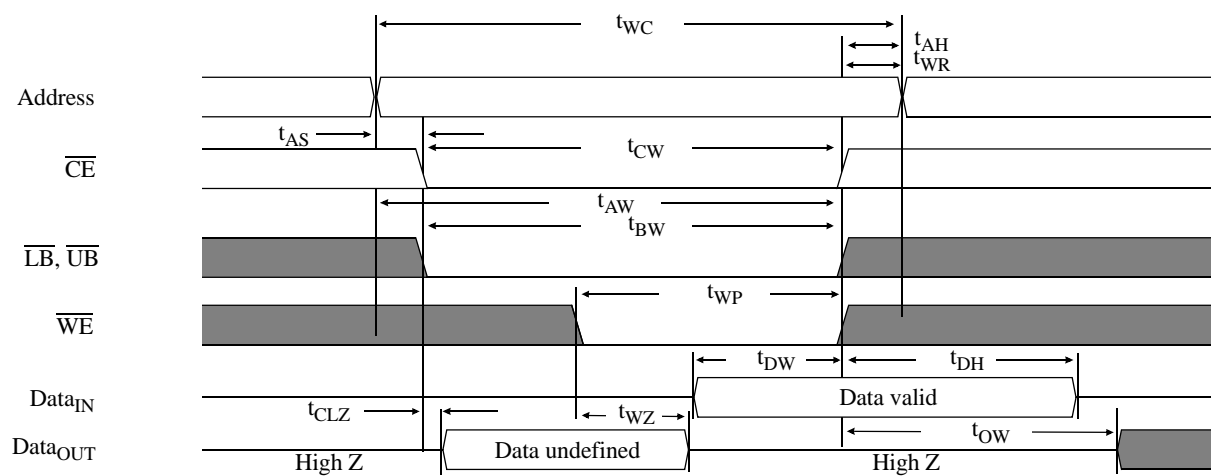 tWC
tAH
tWR
Address
tAS
tCW
CE
tAW
tBW
LB, UB
tWP
WE
tDW tDH
DataIN Data valid
tCLZ tWZ
tOW
DataOUT Data undefined
High Z High Z